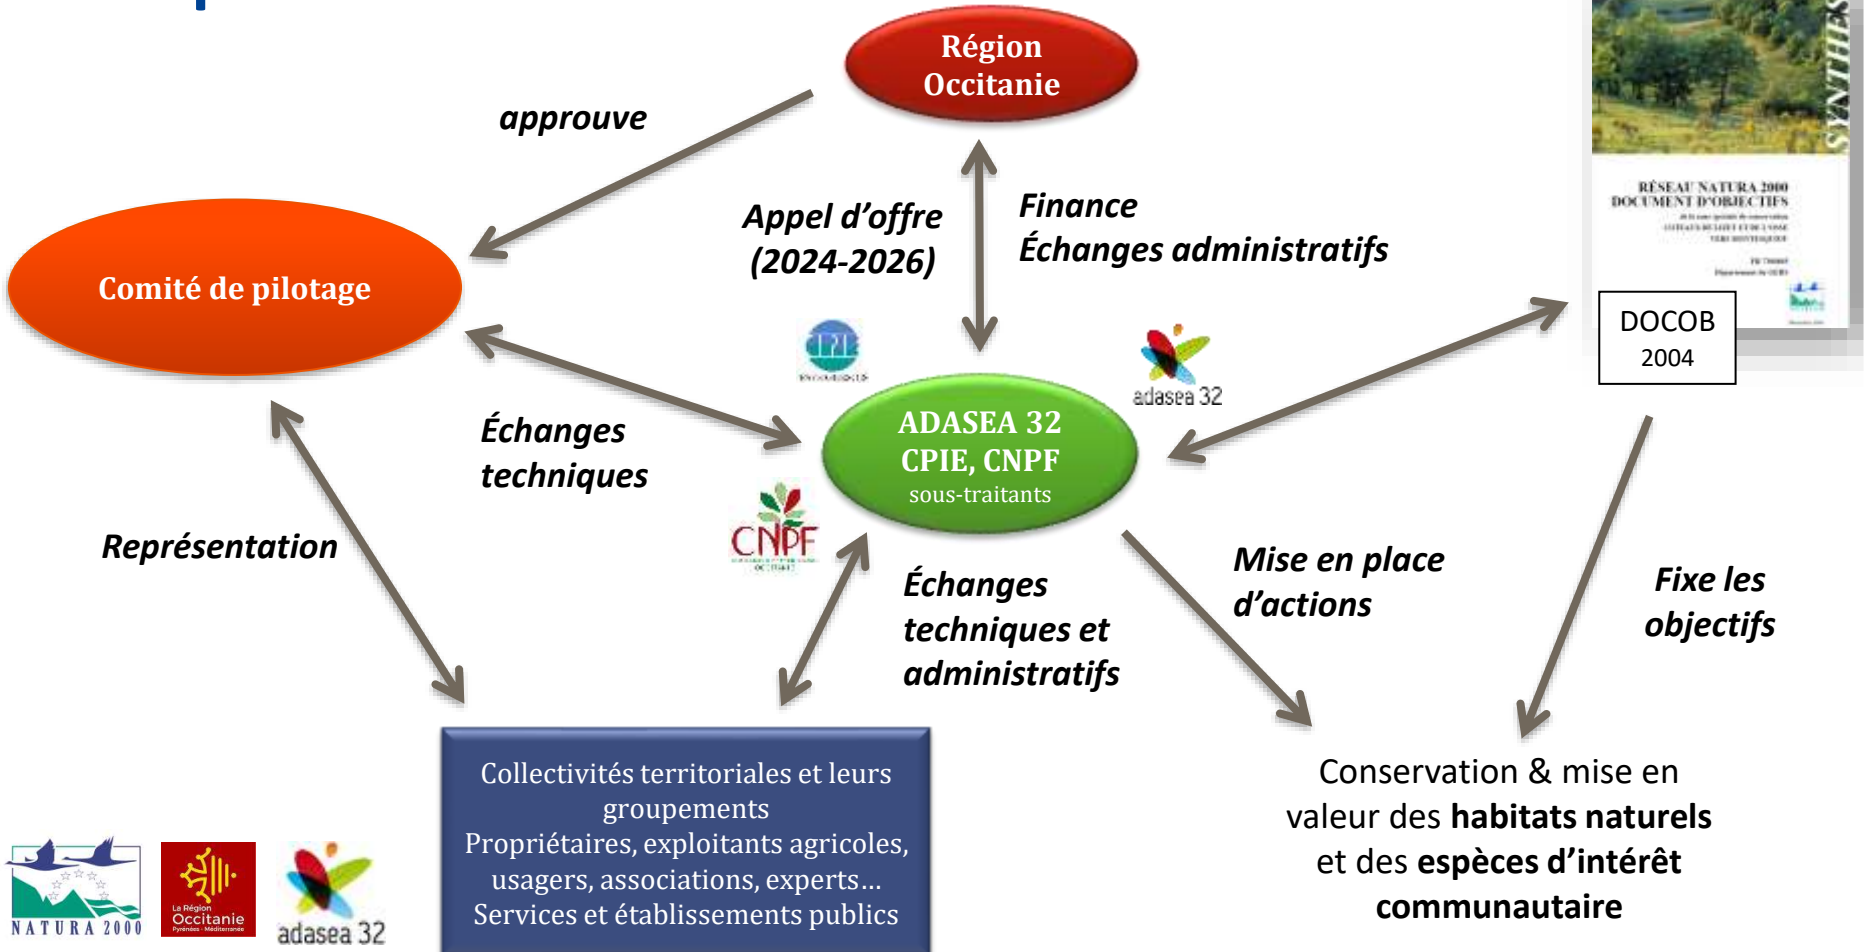 Région
Occitanie
SYNTHES
approuve
RÉSEAU NATURA 2000
DOCUMENT D'OBJECTIFS
Appel d'offre
(2024-2026)
Finance
Échanges administratifs
Comité de pilotage
DOCOB
2004
adasea 32
ADASEA 32
CPIE, CNPF
sous-traitants
Échanges
techniques
CNPF
OCCITANIE
Représentation
Échanges
techniques et
administratifs
Mise en place
d'actions
Fixe les
objectifs
Collectivités territoriales et leurs
groupements
Propriétaires, exploitants agricoles,
usagers, associations, experts…
Services et établissements publics
Conservation & mise en
valeur des habitats naturels
et des espèces d'intérêt
communautaire
NATURA 2000
La Région
Occitanie
Pyrénées - Méditerranée
adasea 32